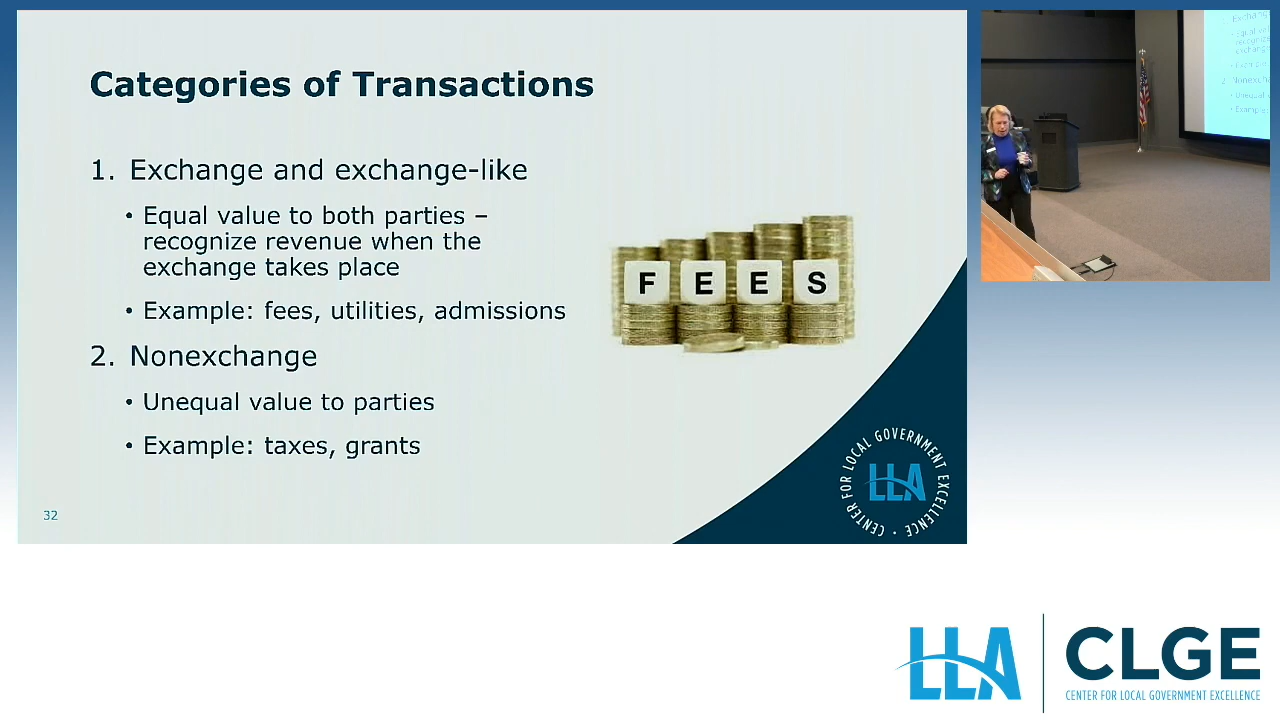 Categories of Transactions
1. Exchange and exchange-like
• Equal value to both parties –
recognize revenue when the
exchange takes place
• Example: fees, utilities, admissions
2. Nonexchange
• Unequal value to parties
• Example: taxes, grants
F E E S
32
CENTER FOR LOCAL GOVERNMENT EXCELLENCE
LLA
LLA
CLGE
CENTER FOR LOCAL GOVERNMENT EXCELLENCE